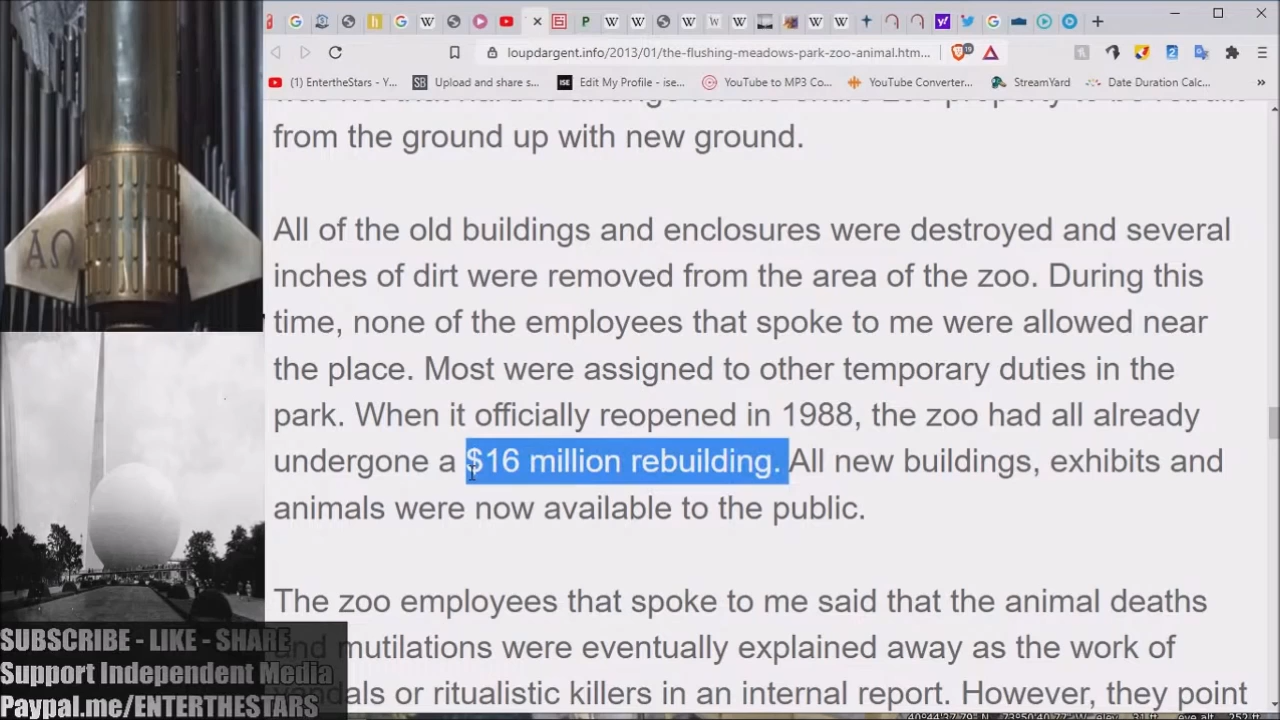 loupdargent.info/2013/01/the-flushing-meadows-park-zoo-animal.htm...
19
(1) EntertheStars - Y...
Upload and share s...
Edit My Profile - ise...
YouTube to MP3 Co...
YouTube Converter...
StreamYard
Date Duration Calc...
from the ground up with new ground.
All of the old buildings and enclosures were destroyed and several
inches of dirt were removed from the area of the zoo. During this
time, none of the employees that spoke to me were allowed near
the place. Most were assigned to other temporary duties in the
park. When it officially reopened in 1988, the zoo had all already
undergone a $16 million rebuilding. All new buildings, exhibits and
animals were now available to the public.
The zoo employees that spoke to me said that the animal deaths
and mutilations were eventually explained away as the work of
vandals or ritualistic killers in an internal report. However, they point
ΑΩ
SUBSCRIBE - LIKE - SHARE
Support Independent Media
Paypal.me/ENTERTHESTARS